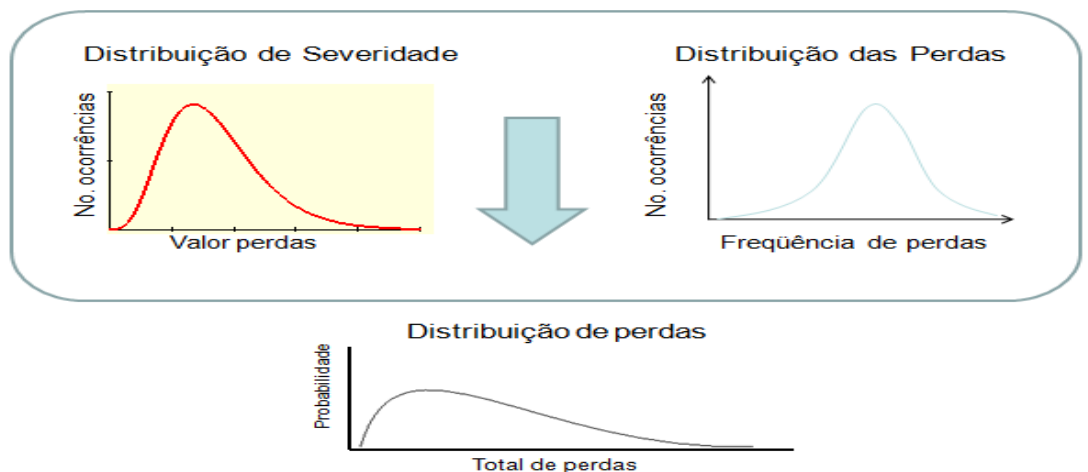 Distribuição de Severidade
No. ocorrências
Valor perdas
Distribuição das Perdas
No. ocorrências
Freqüência de perdas
Distribuição de perdas
Probabilidade
Total de perdas